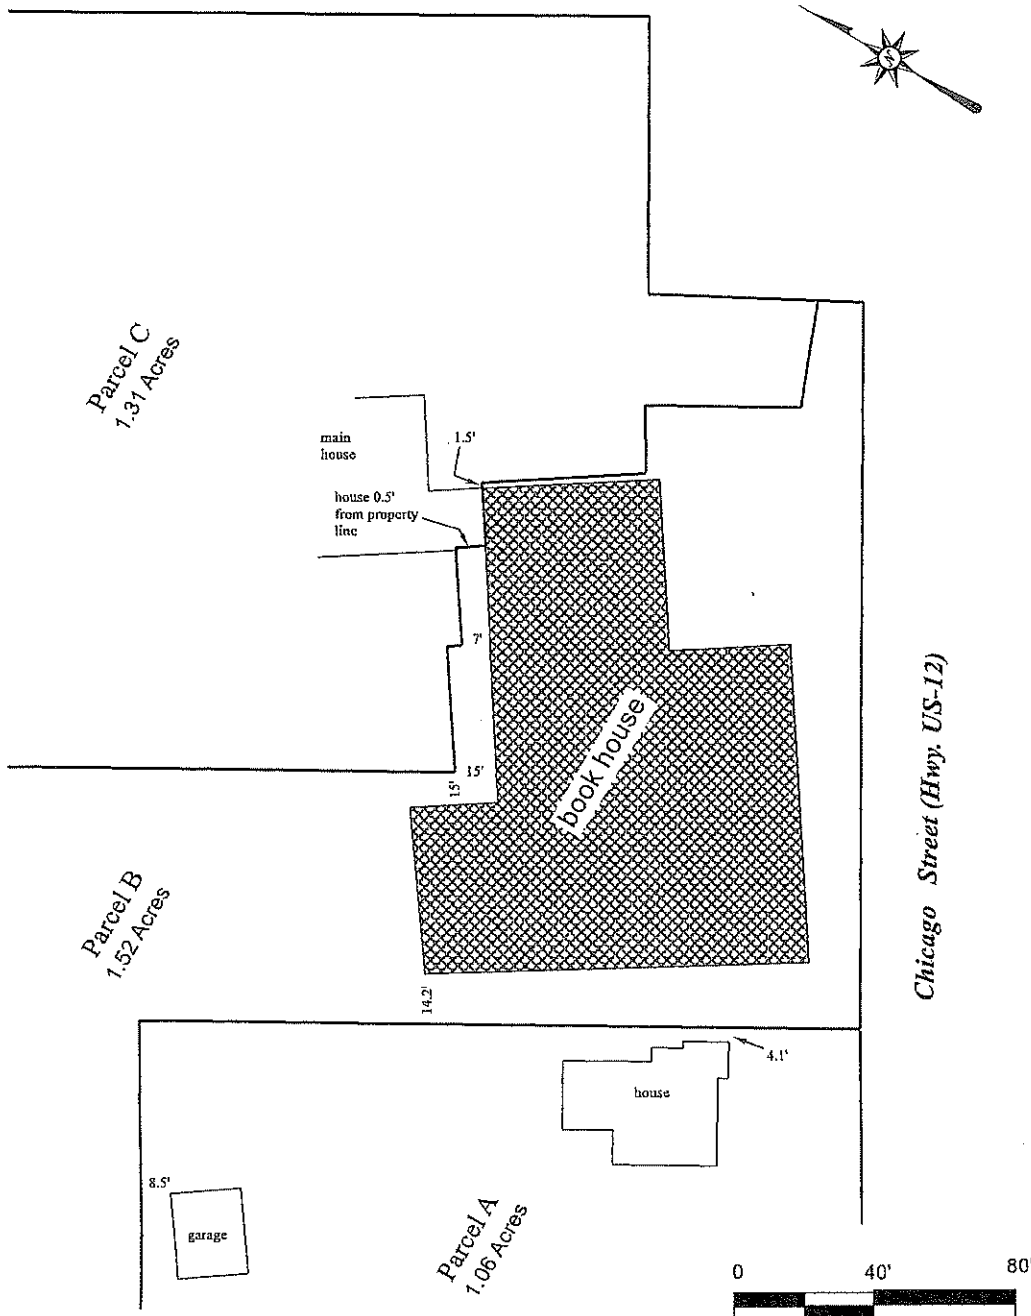 N
Parcel C
1.31 Acres
main
house
1.5'
house 0.5'
from property
line
7'
15'
15'
book house
Chicago Street (Hwy. US-12)
Parcel B
1.52 Acres
14.2'
4.1'
house
8.5'
garage
Parcel A
1.06 Acres
0 40' 80'